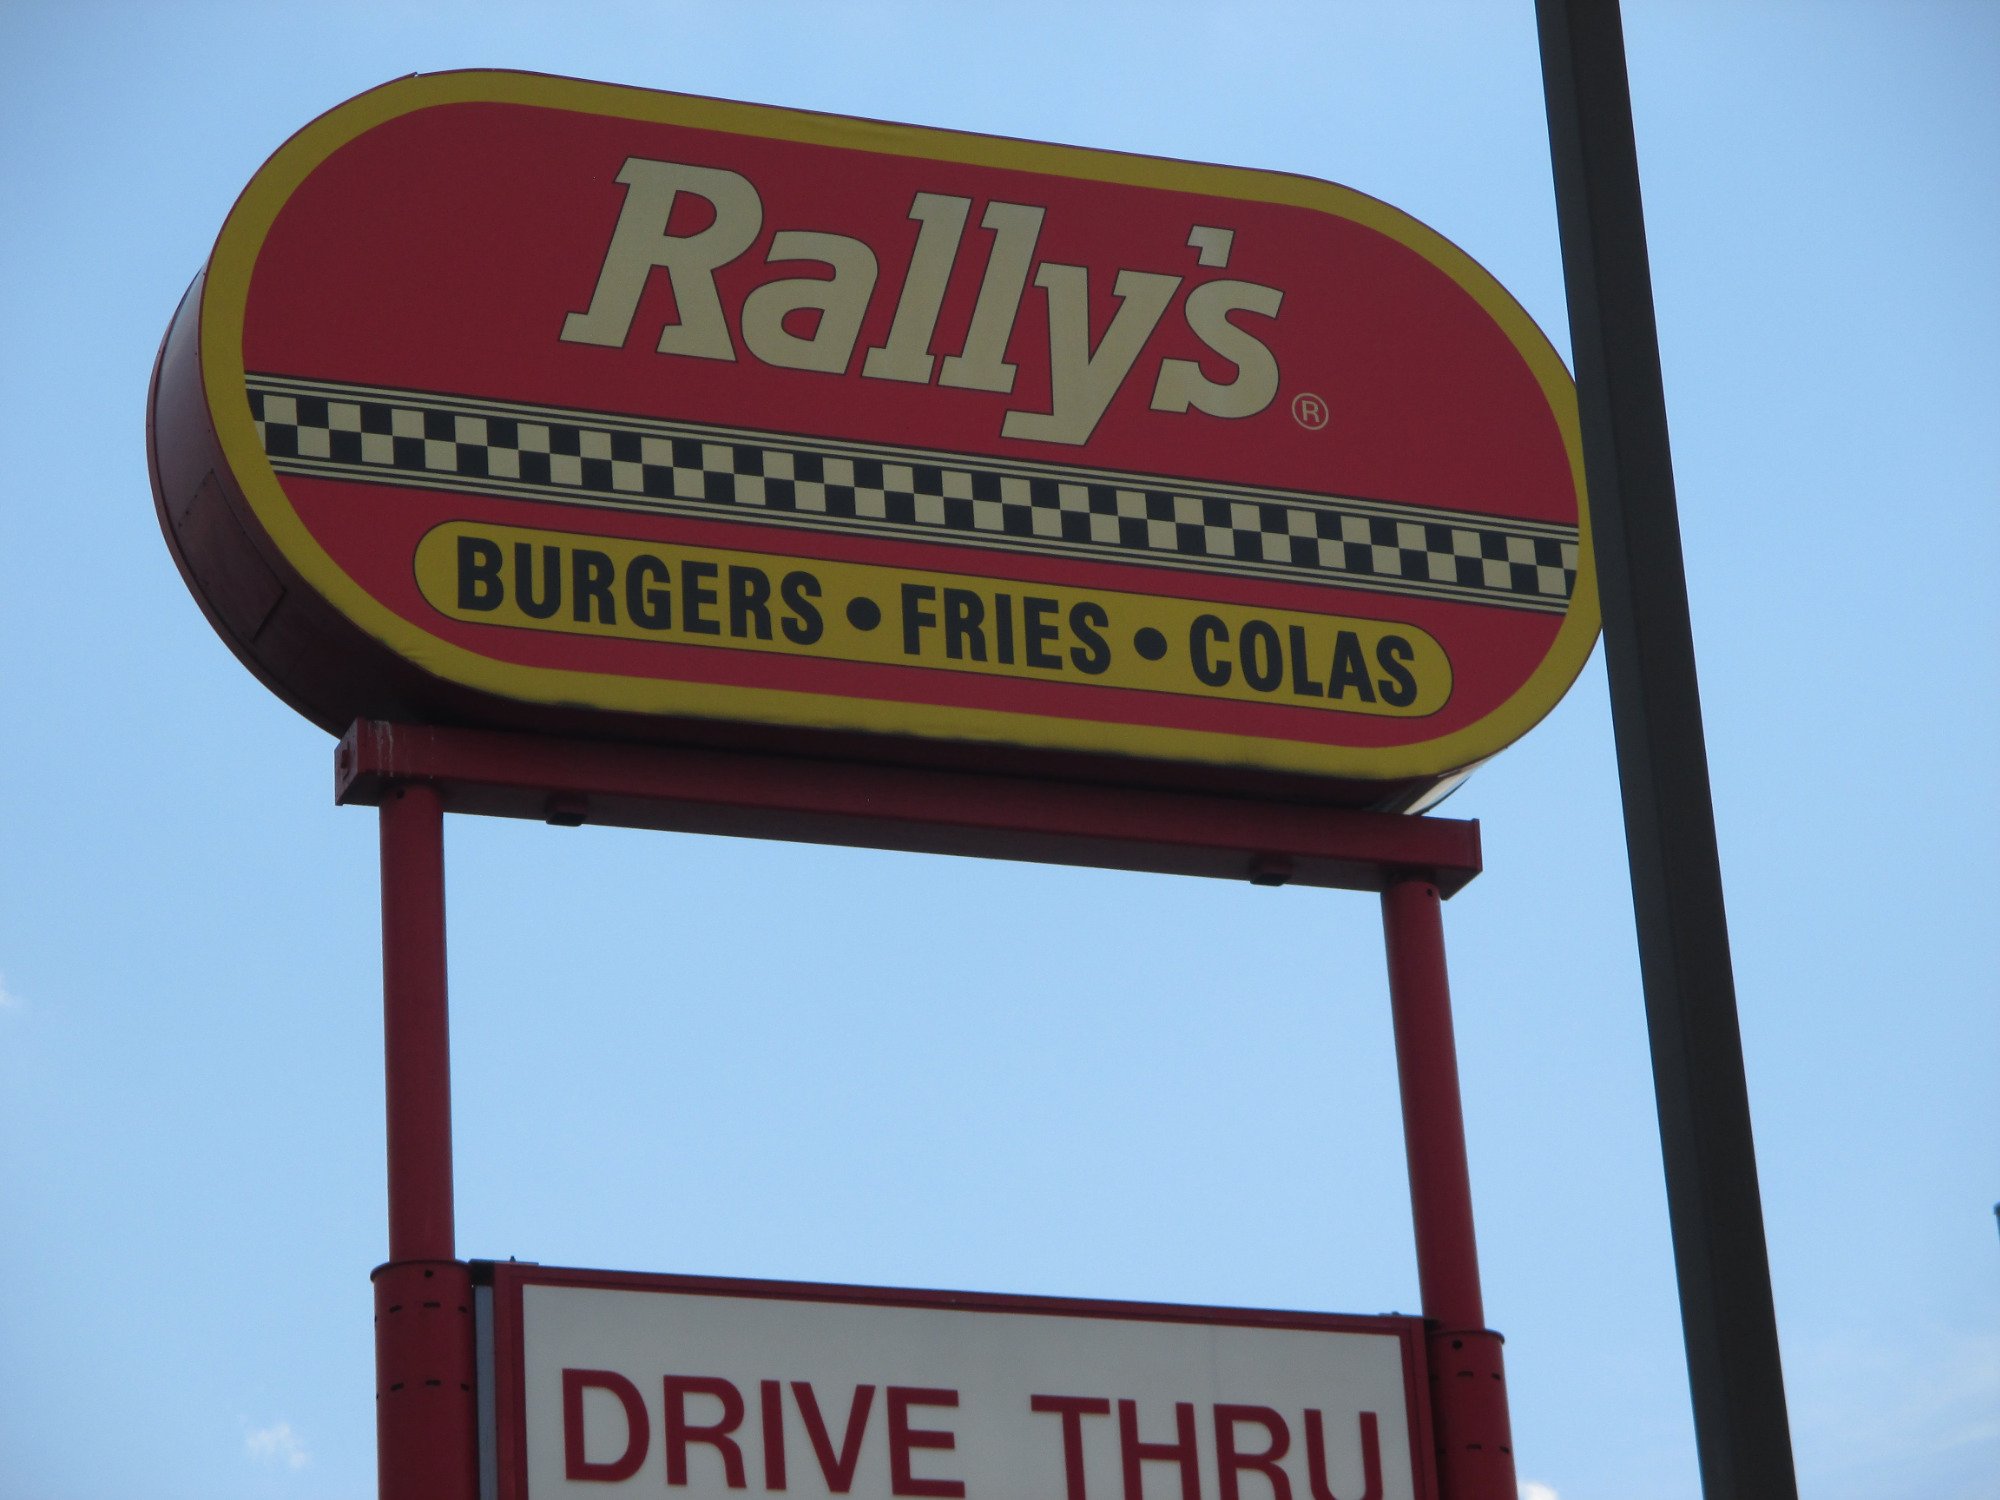 Rally's ®
BURGERS • FRIES • COLAS
DRIVE THRU